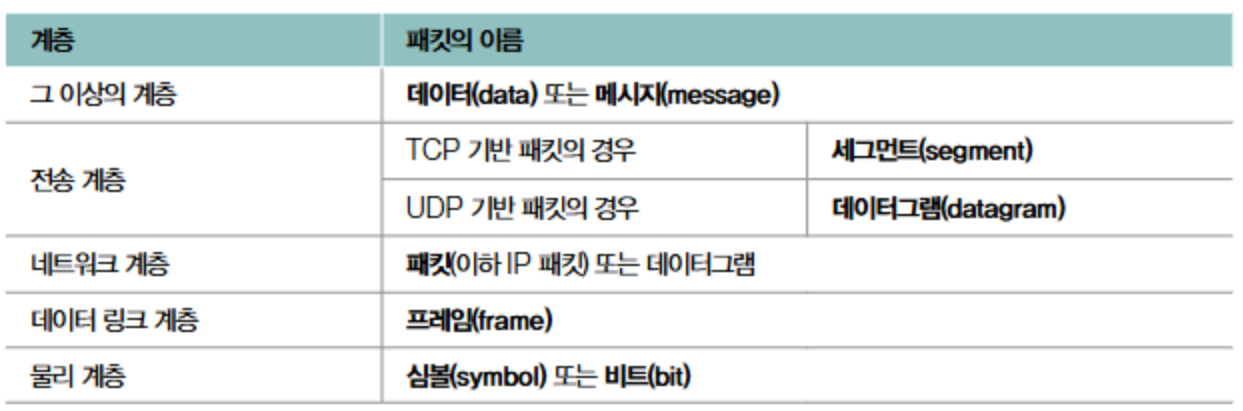 계층 패킷의 이름
그 이상의 계층 데이터(data) 또는 메시지(message)
전송 계층
TCP 기반 패킷의 경우 세그먼트(segment)
UDP 기반 패킷의 경우 데이터그램(datagram)
네트워크 계층 패킷(이하 IP 패킷) 또는 데이터그램
데이터 링크 계층 프레임(frame)
물리 계층 심볼(symbol) 또는 비트(bit)